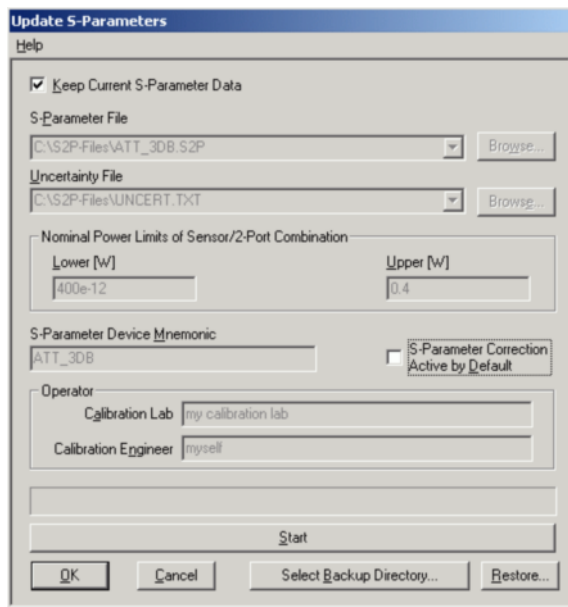 Update S-Parameters
Help
Keep Current S-Parameter Data
S-Parameter File
C:\S2P-Files\ATT_3DB.S2P
Browse...
Uncertainty File
C:\S2P-Files\UNCERT.TXT
Browse...
Nominal Power Limits of Sensor/2-Port Combination
Lower [W]
Upper [W]
400e-12
0.4
S-Parameter Device Mnemonic
ATT_3DB
S-Parameter Correction
Active by Default
Operator
Calibration Lab
my calibration lab
Calibration Engineer
myself
Start
OK
Cancel
Select Backup Directory...
Restore...